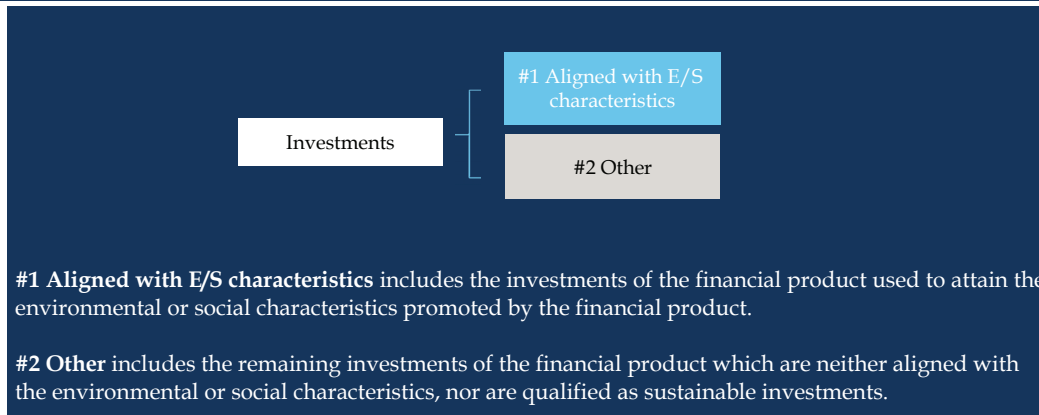 #1 Aligned with E/S
characteristics
Investments
#2 Other
#1 Aligned with E/S characteristics includes the investments of the financial product used to attain the
environmental or social characteristics promoted by the financial product.
#2 Other includes the remaining investments of the financial product which are neither aligned with
the environmental or social characteristics, nor are qualified as sustainable investments.